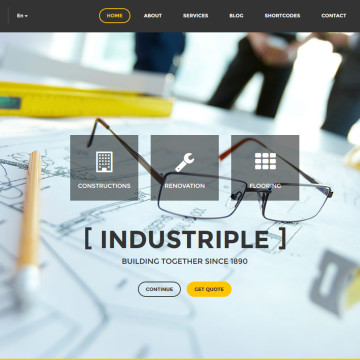 En
HOME ABOUT SERVICES BLOG SHORTCODES CONTACT
CONSTRUCTIONS RENOVATION FLOORING
[ INDUSTRIPLE ]
BUILDING TOGETHER SINCE 1890
CONTINUE GET QUOTE